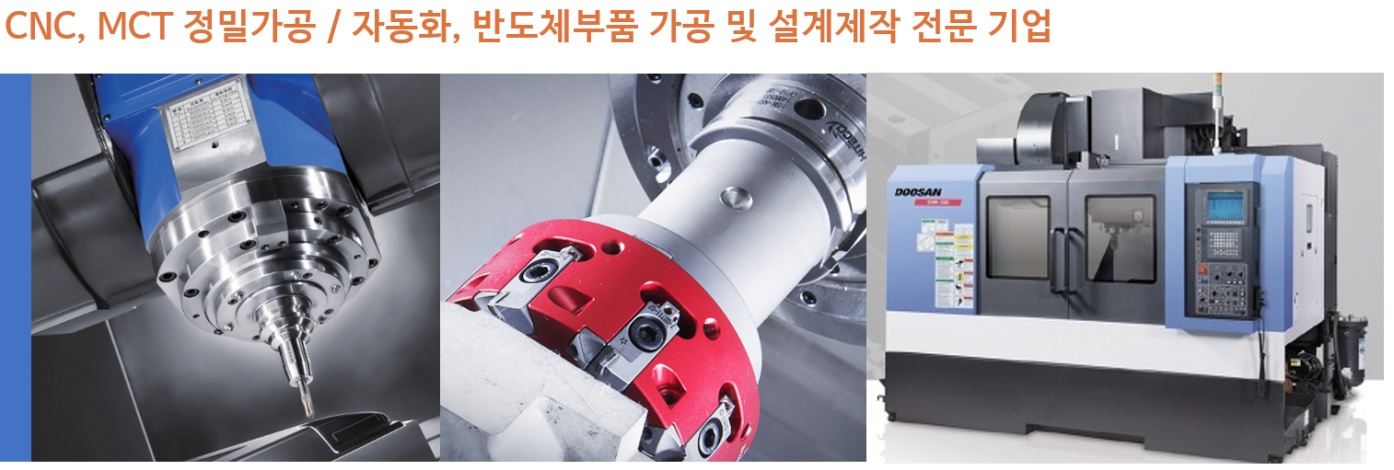 CNC, MCT 정밀가공 / 자동화, 반도체부품 가공 및 설계제작 전문 기업
HITECO
DOOSAN